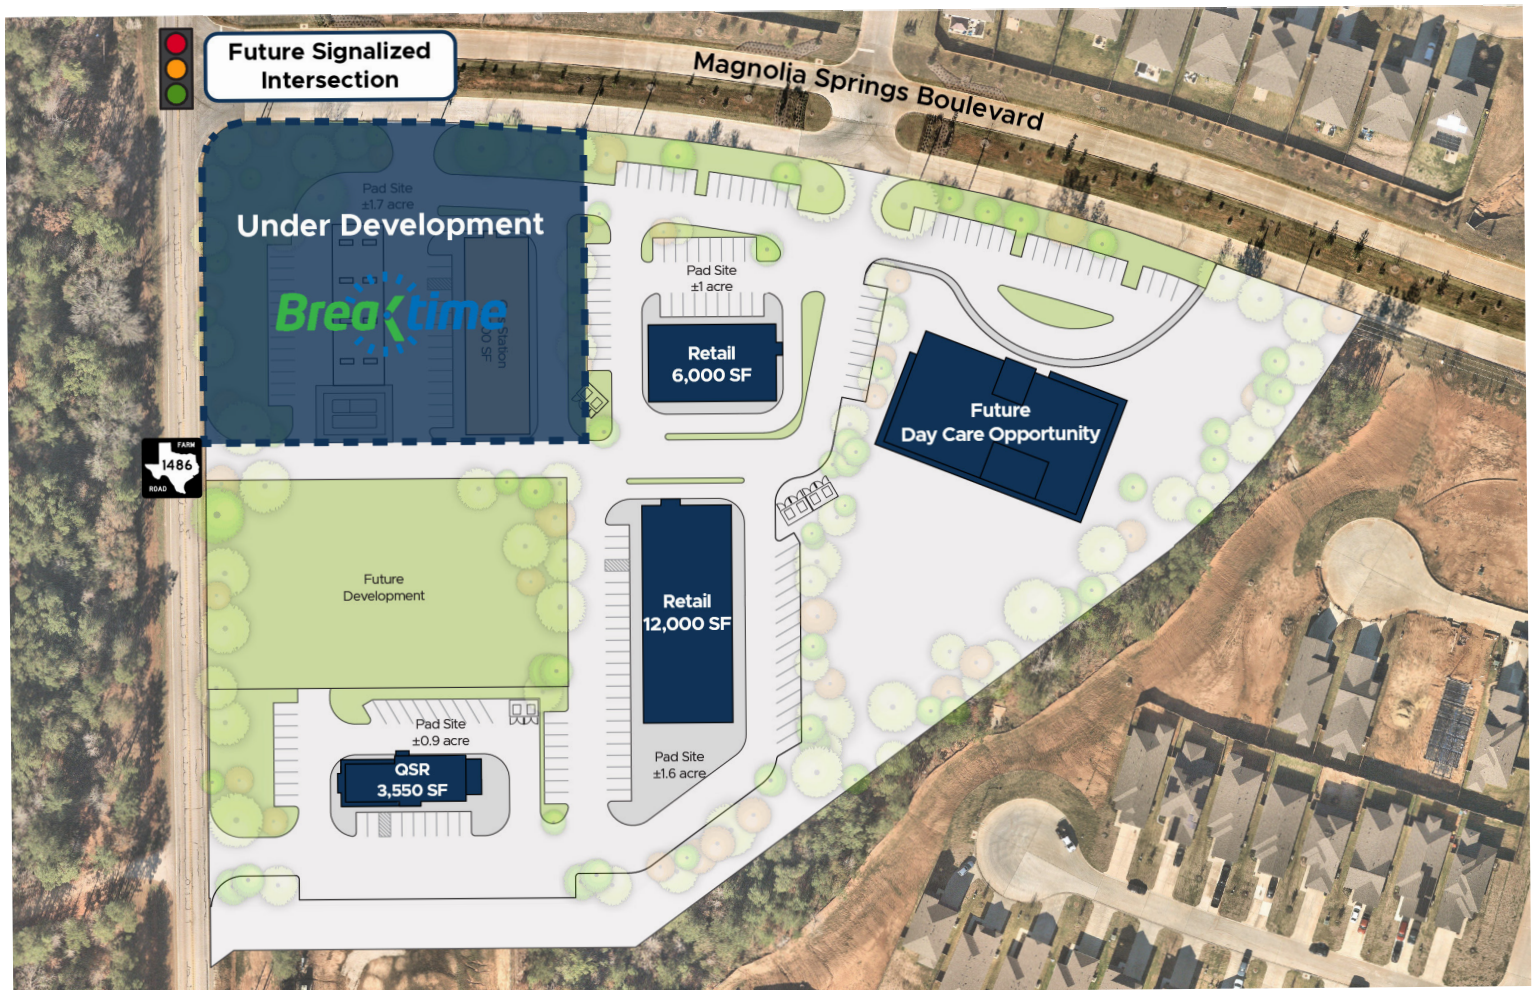 Future Signalized
Intersection
Magnolia Springs Boulevard
Pad Site
±1.7 acre
Under Development
Breaktime
Station
Pad Site
±1 acre
Retail
6,000 SF
Future
Day Care Opportunity
FARM
1486
ROAD
Future
Development
Retail
12,000 SF
Pad Site
±0.9 acre
QSR
3,550 SF
Pad Site
±1.6 acre